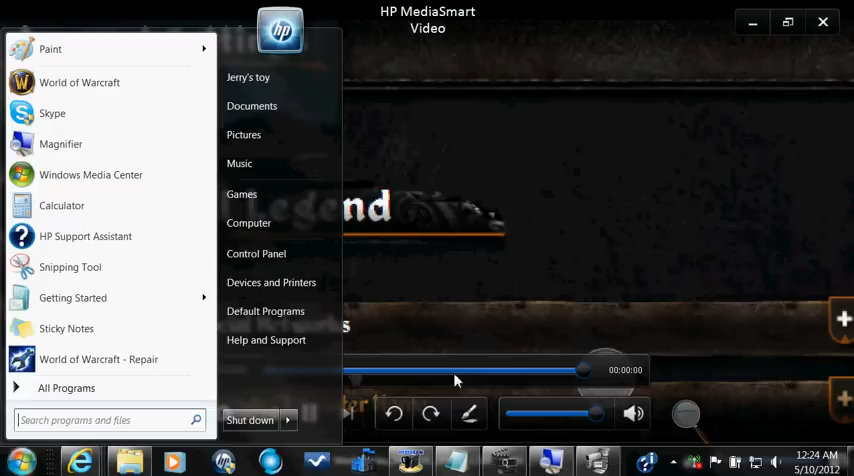 HP MediaSmart
Video
Paint
World of Warcraft
Skype
Magnifier
Windows Media Center
Calculator
HP Support Assistant
Snipping Tool
Getting Started
Sticky Notes
World of Warcraft - Repair
All Programs
Search programs and files
hp
Jerry's toy
Documents
Pictures
Music
Games
Computer
Control Panel
Devices and Printers
Default Programs
Help and Support
Shut down
Legend
00:00:00
12:24 AM
5/10/2012